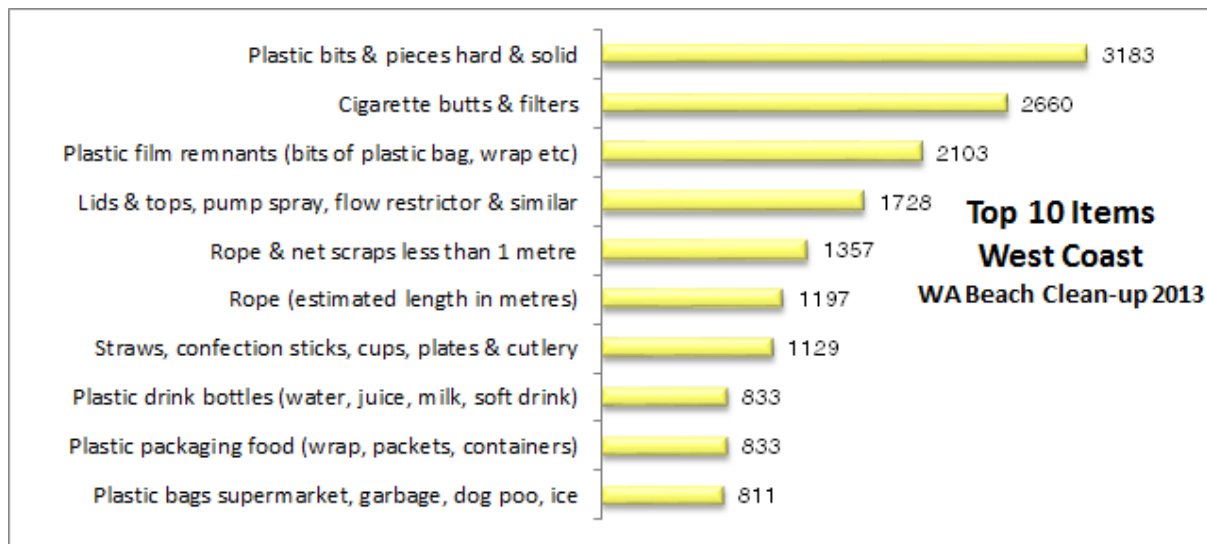 Plastic bits & pieces hard & solid 3183
Cigarette butts & filters 2660
Plastic film remnants (bits of plastic bag, wrap etc) 2103
Lids & tops, pump spray, flow restrictor & similar 1728
Rope & net scraps less than 1 metre 1357
Rope (estimated length in metres) 1197
Straws, confection sticks, cups, plates & cutlery 1129
Plastic drink bottles (water, juice, milk, soft drink) 833
Plastic packaging food (wrap, packets, containers) 833
Plastic bags supermarket, garbage, dog poo, ice 811
Top 10 Items
West Coast
WA Beach Clean-up 2013